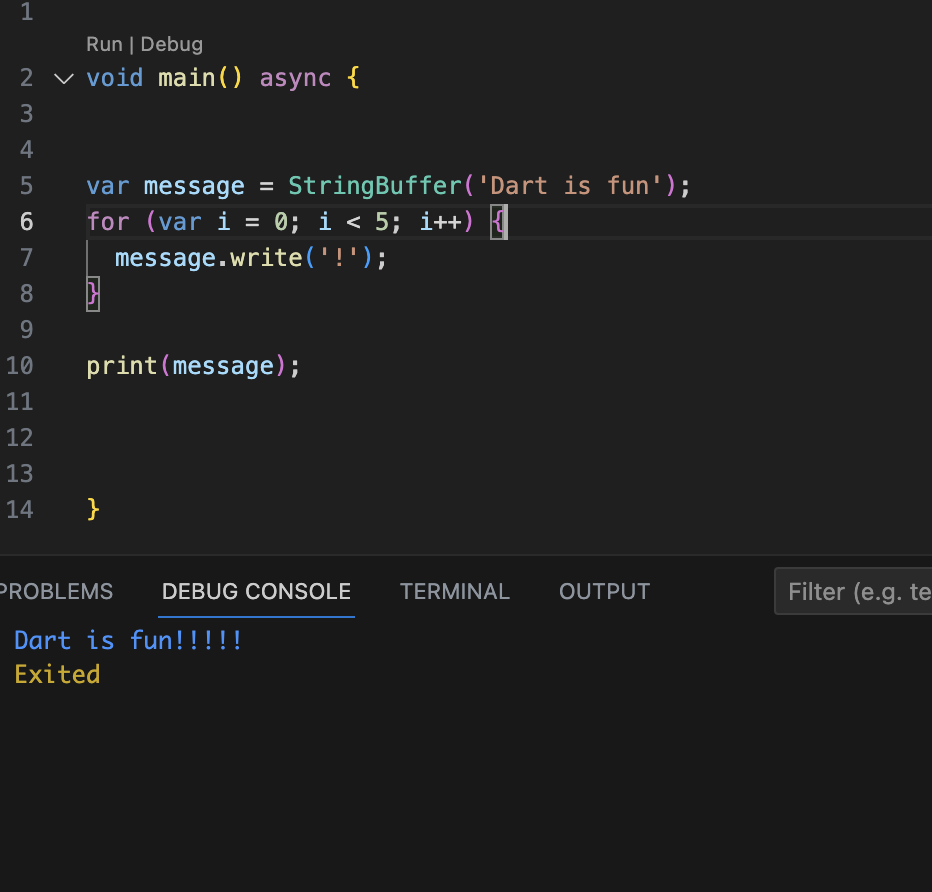 1
Run | Debug
2 void main() async {
3
4
5 var message = StringBuffer('Dart is fun');
6 for (var i = 0; i < 5; i++) {
7 message.write('!');
8 }
9
10 print(message);
11
12
13
14 }
PROBLEMS DEBUG CONSOLE TERMINAL OUTPUT Filter (e.g. te
Dart is fun!!!!!
Exited